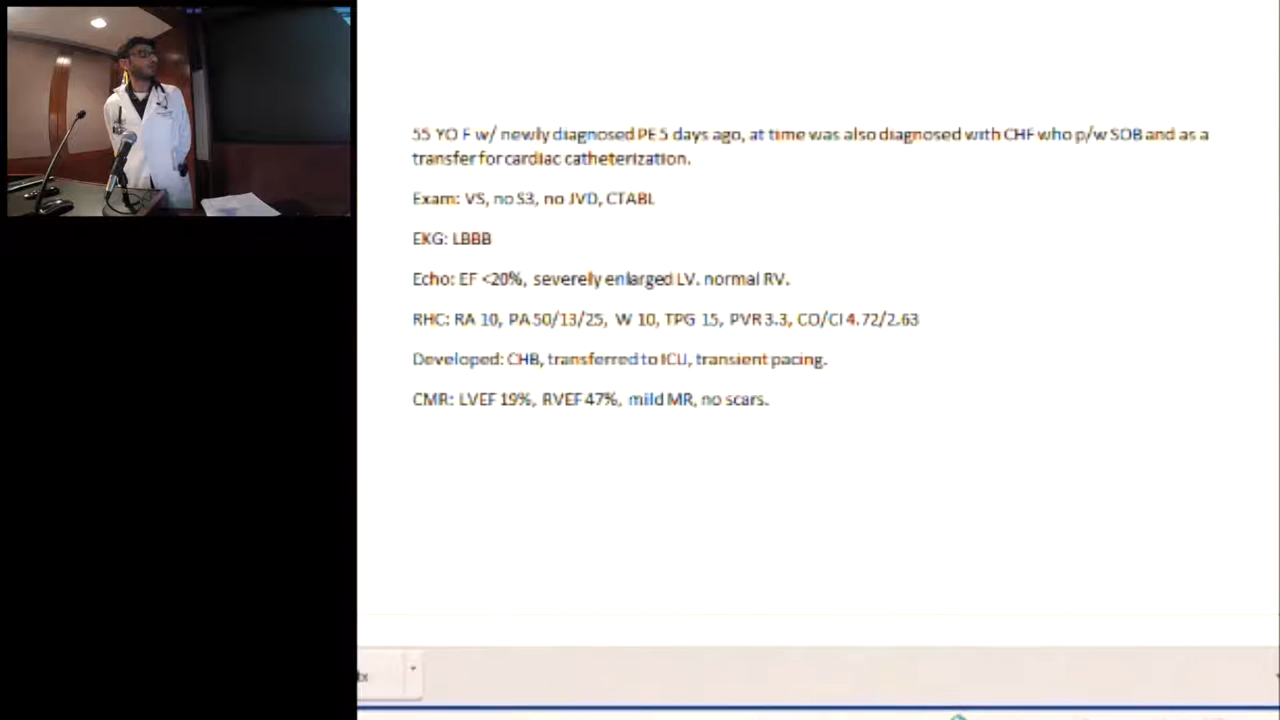 55 YO F w/ newly diagnosed PE 5 days ago, at time was also diagnosed with CHF who p/w SOB and as a
transfer for cardiac catheterization.
Exam: VS, no S3, no JVD, CTABL
EKG: LBBB
Echo: EF <20%, severely enlarged LV. normal RV.
RHC: RA 10, PA 50/13/25, W 10, TPG 15, PVR 3.3, CO/CI 4.72/2.63
Developed: CHB, transferred to ICU, transient pacing.
CMR: LVEF 19%, RVEF 47%, mild MR, no scars.